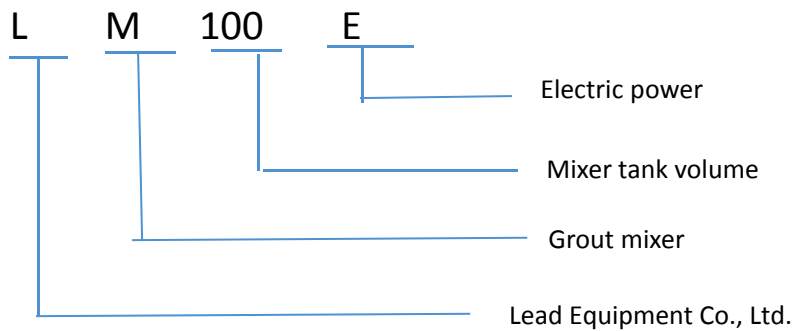 L M 100 E
Electric power
Mixer tank volume
Grout mixer
Lead Equipment Co., Ltd.